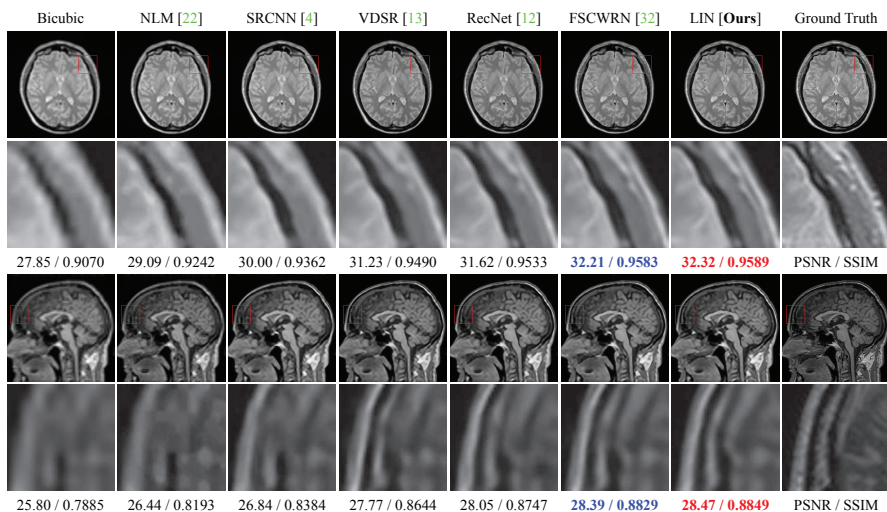 Bicubic NLM [22] SRCNN [4] VDSR [13] RecNet [12] FSCWRN [32] LIN [Ours] Ground Truth
27.85 / 0.9070 29.09 / 0.9242 30.00 / 0.9362 31.23 / 0.9490 31.62 / 0.9533 32.21 / 0.9583 32.32 / 0.9589 PSNR / SSIM
25.80 / 0.7885 26.44 / 0.8193 26.84 / 0.8384 27.77 / 0.8644 28.05 / 0.8747 28.39 / 0.8829 28.47 / 0.8849 PSNR / SSIM